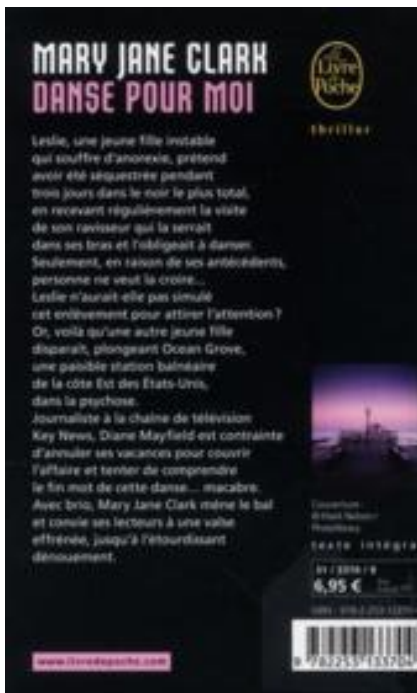 MARY JANE CLARK
DANSE POUR MOI
Le Livre
de Poche
thriller
Leslie, une jeune fille instable
qui souffre d'anorexie, prétend
avoir été séquestrée pendant
trois jours dans le noir le plus total,
en recevant régulièrement la visite
de son ravisseur qui la serrait
dans ses bras et l'obligeait à danser.
Seulement, en raison de ses antécédents,
personne ne veut la croire...
Leslie n'aurait-elle pas simulé
cet enlèvement pour attirer l'attention ?
Or, voilà qu'une autre jeune fille
disparaît, plongeant Ocean Grove,
une paisible station balnéaire
de la côte Est des États-Unis,
dans la psychose.
Journaliste à la chaîne de télévision
Key News, Diane Mayfield est contrainte
d'annuler ses vacances pour couvrir
l'affaire et tenter de comprendre
le fin mot de cette danse... macabre.
Avec brio, Mary Jane Clark mène le bal
et convie ses lecteurs à une valse
effrénée, jusqu'à l'étourdissant
dénouement.
Couverture :
texte intégra
6,95 €
www.livredepoche.com